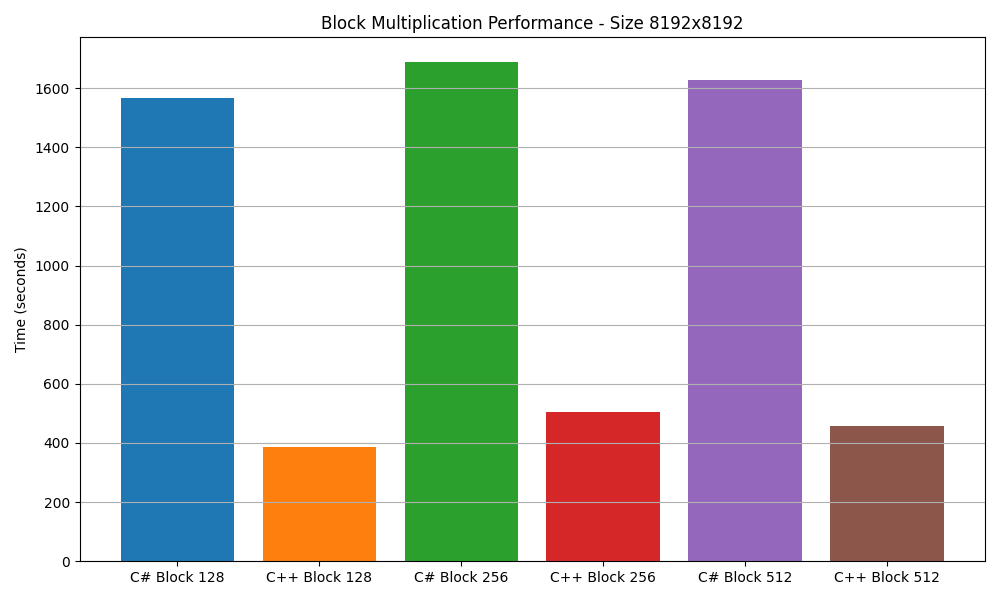 Block Multiplication Performance - Size 8192x8192
Time (seconds)
1600
1400
1200
1000
800
600
400
200
0
C# Block 128
C++ Block 128
C# Block 256
C++ Block 256
C# Block 512
C++ Block 512